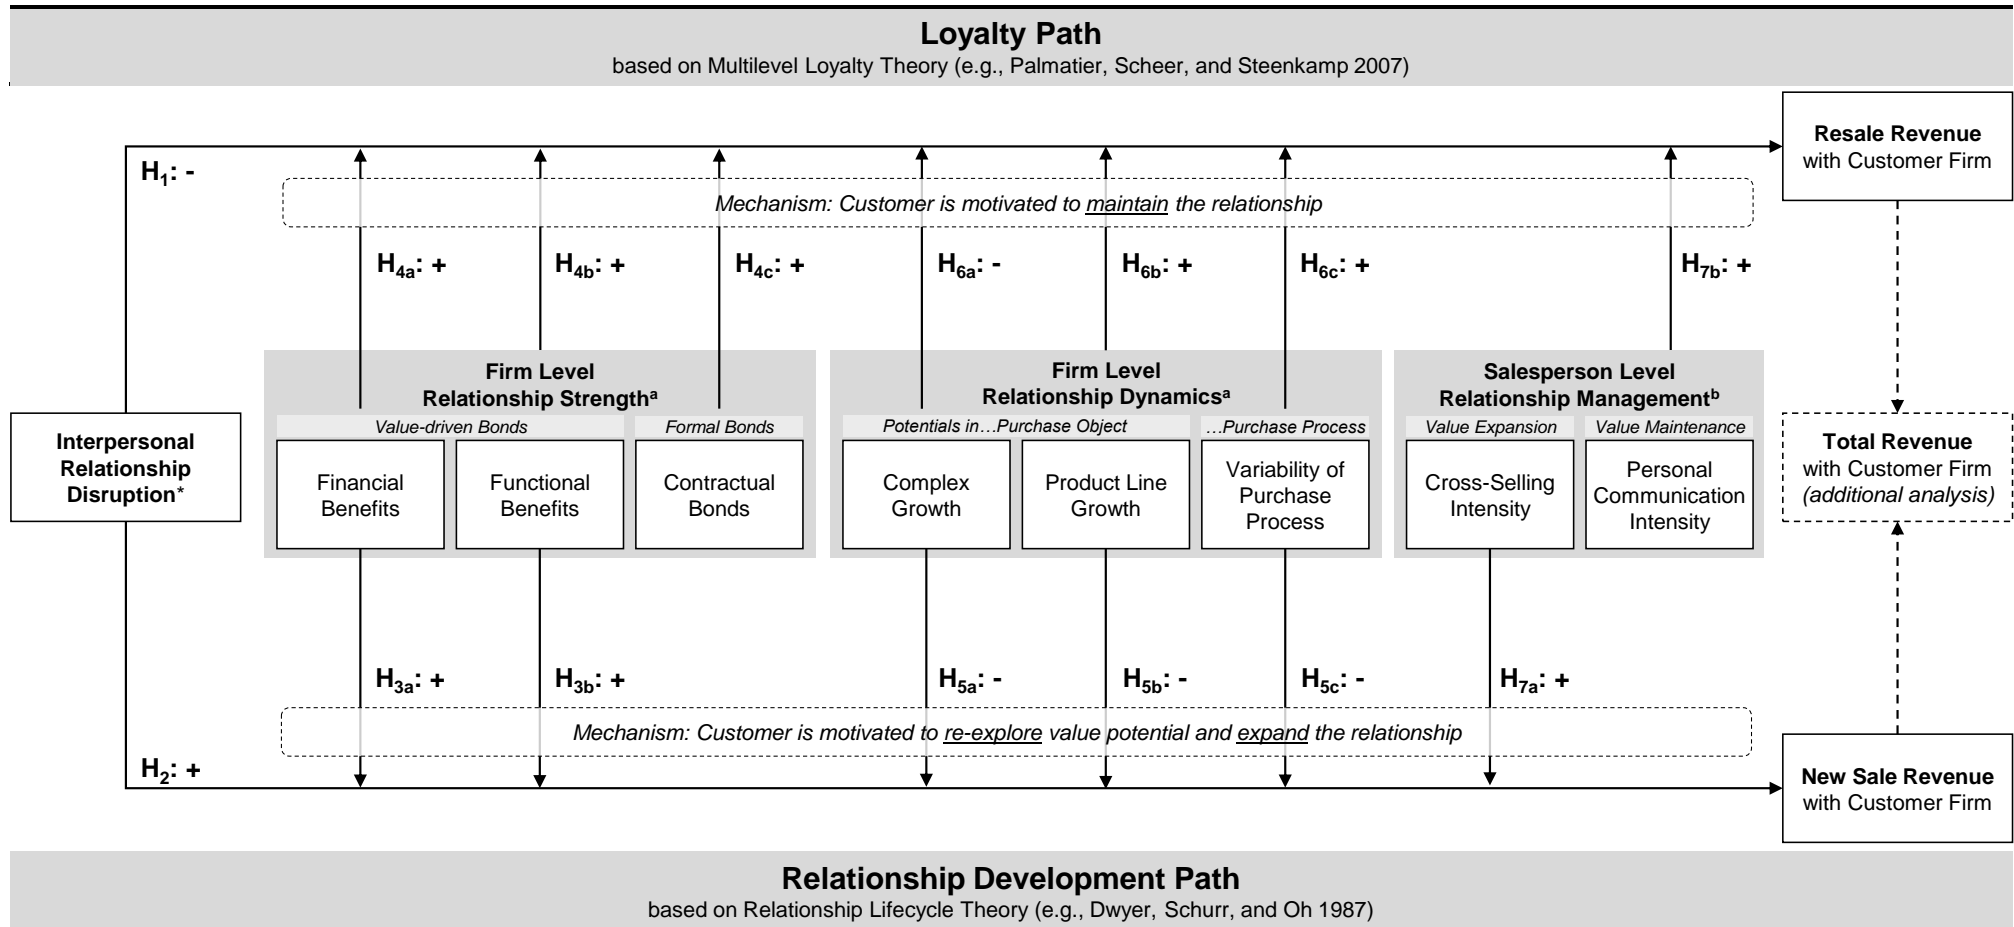 Loyalty Path
based on Multilevel Loyalty Theory (e.g., Palmatier, Scheer, and Steenkamp 2007)
Resale Revenue
with Customer Firm
H1: -
Mechanism: Customer is motivated to maintain the relationship
H4a: +
H4b: +
H4c: +
H6a: -
H6b: +
H6c: +
H7b: +
Interpersonal
Relationship
Disruption*
Firm Level
Relationship Strengthᵃ
Value-driven Bonds
Formal Bonds
Financial
Benefits
Functional
Benefits
Contractual
Bonds
Firm Level
Relationship Dynamicsᵃ
Potentials in…Purchase Object
…Purchase Process
Complex
Growth
Product Line
Growth
Variability of
Purchase
Process
Salesperson Level
Relationship Managementᵇ
Value Expansion
Value Maintenance
Cross-Selling
Intensity
Personal
Communication
Intensity
Total Revenue
with Customer Firm
(additional analysis)
H3a: +
H3b: +
H5a: -
H5b: -
H5c: -
H7a: +
Mechanism: Customer is motivated to re-explore value potential and expand the relationship
H2: +
New Sale Revenue
with Customer Firm
Relationship Development Path
based on Relationship Lifecycle Theory (e.g., Dwyer, Schurr, and Oh 1987)